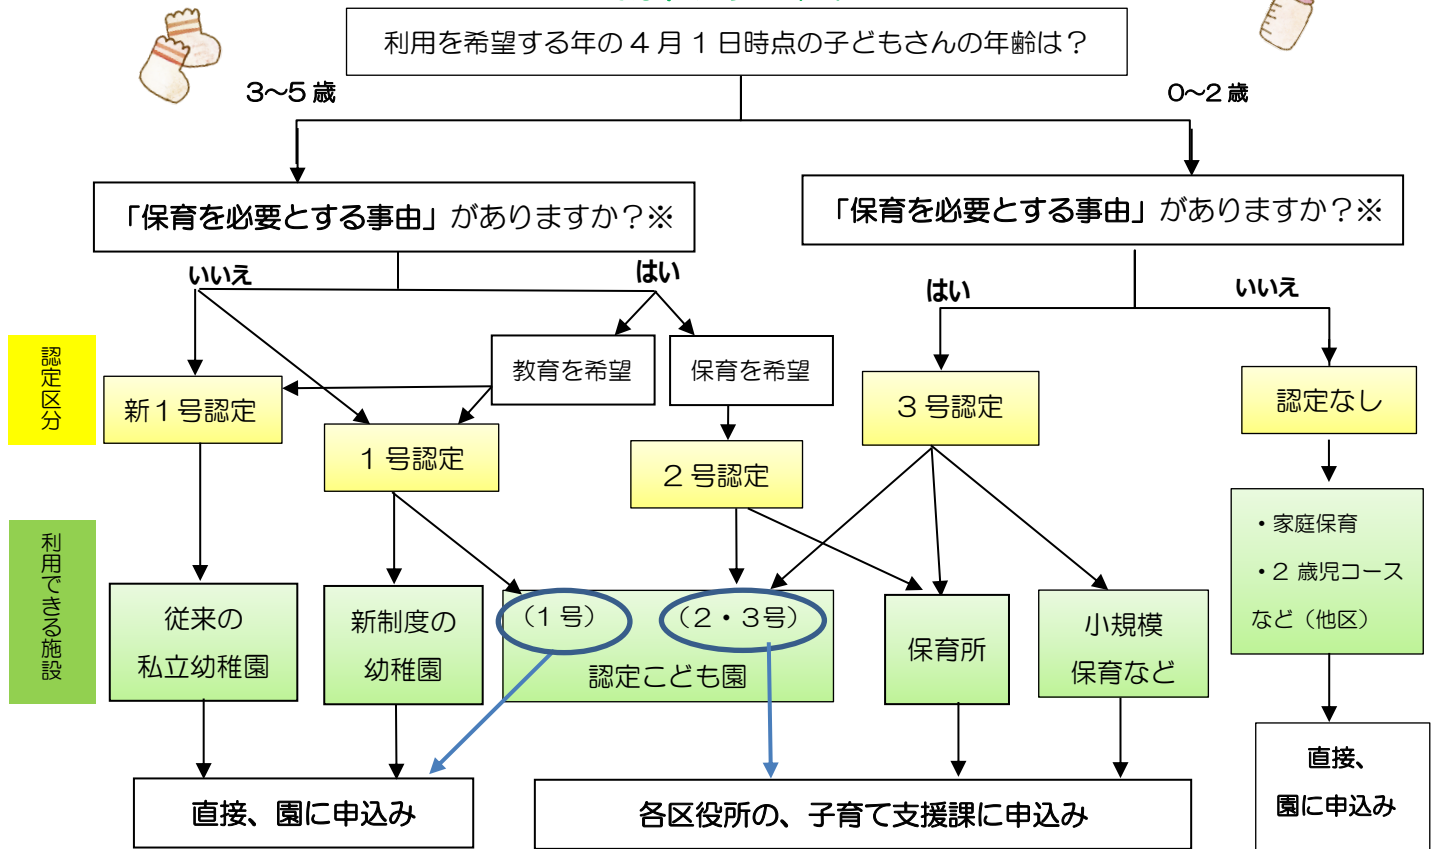 利用を希望する年の4月1日時点の子どもさんの年齢は？
3～5歳
0～2歳
「保育を必要とする事由」がありますか？※
「保育を必要とする事由」がありますか？※
いいえ
はい
はい
いいえ
認定区分
教育を希望
保育を希望
新1号認定
1号認定
2号認定
3号認定
認定なし
利用できる施設
従来の
私立幼稚園
新制度の
幼稚園
（1号）
（2・3号）
認定こども園
保育所
小規模
保育など
・家庭保育
・2歳児コース
など（他区）
直接、園に申込み
各区役所の、子育て支援課に申込み
直接、
園に申込み